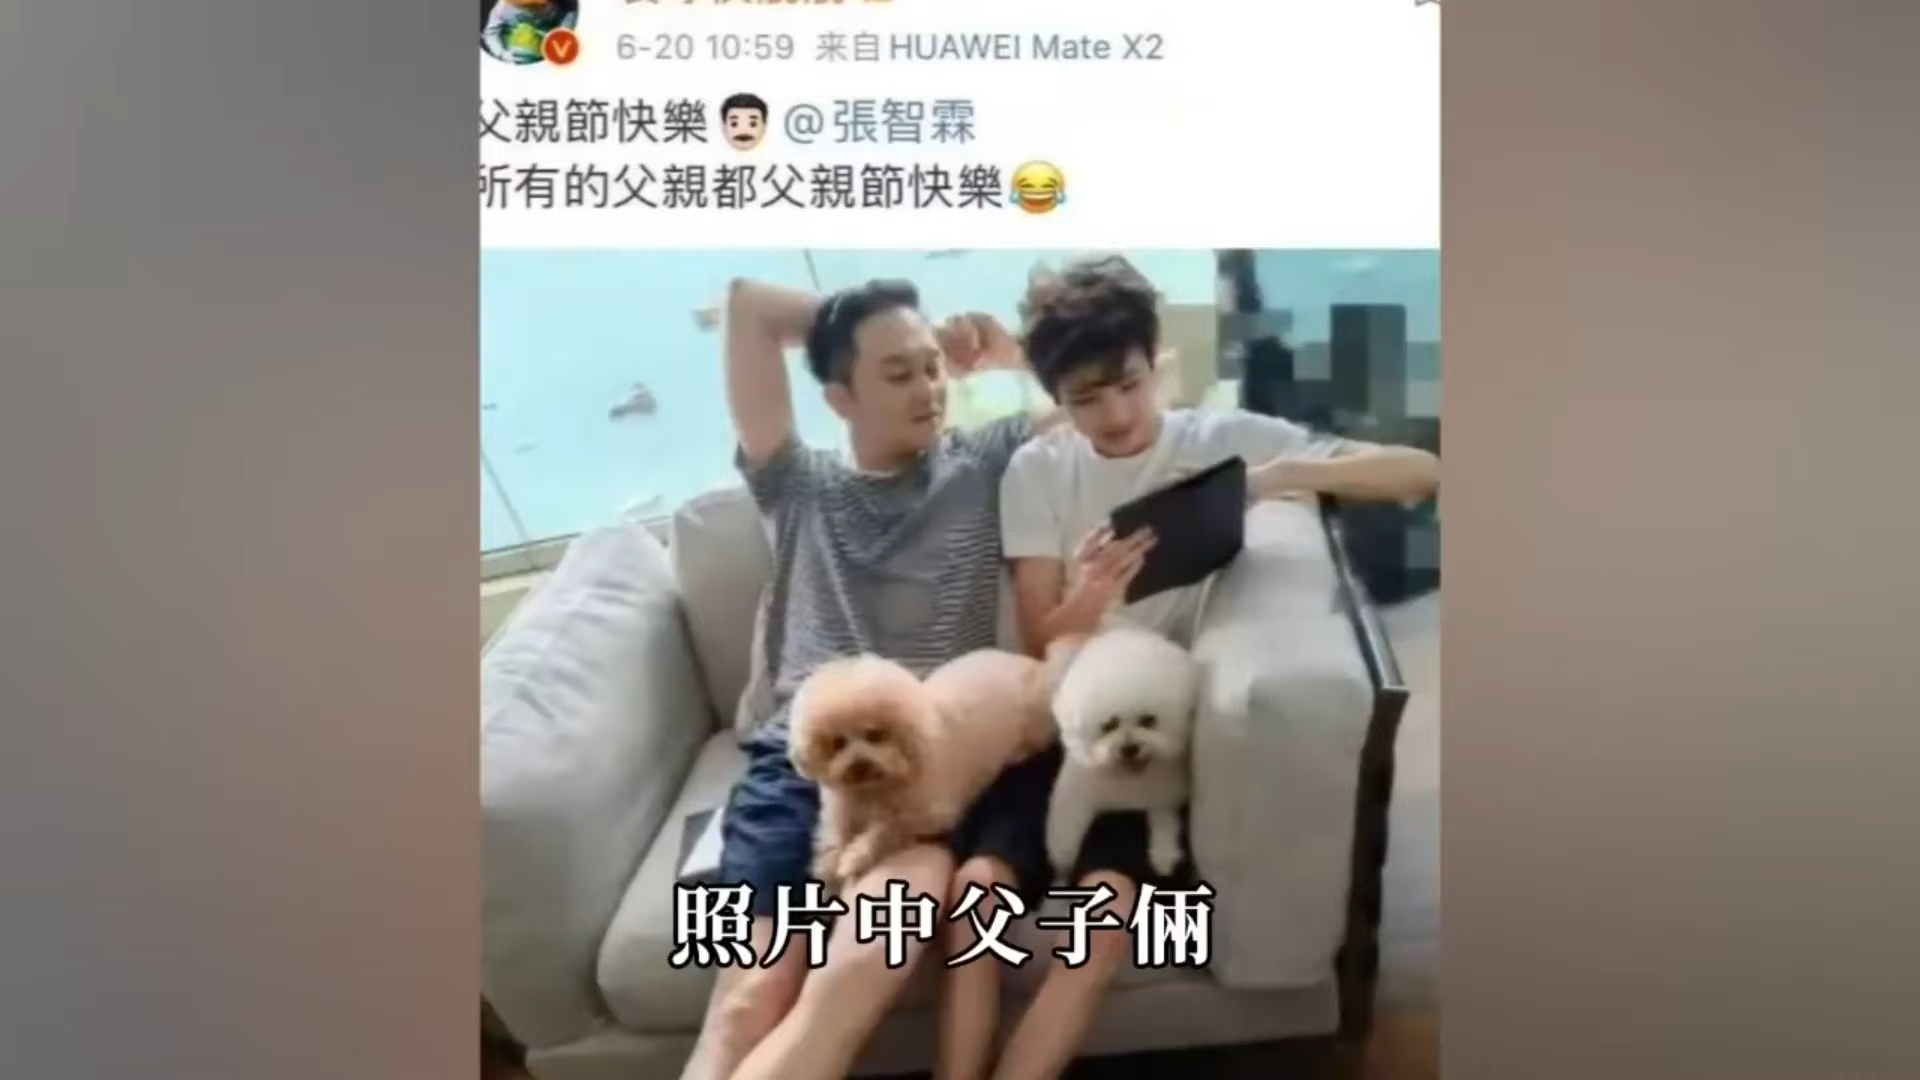 6-20 10:59 来自 HUAWEI Mate X2
父親節快樂👨🏻@張智霖
所有的父親都父親節快樂😂
照片中父子倆